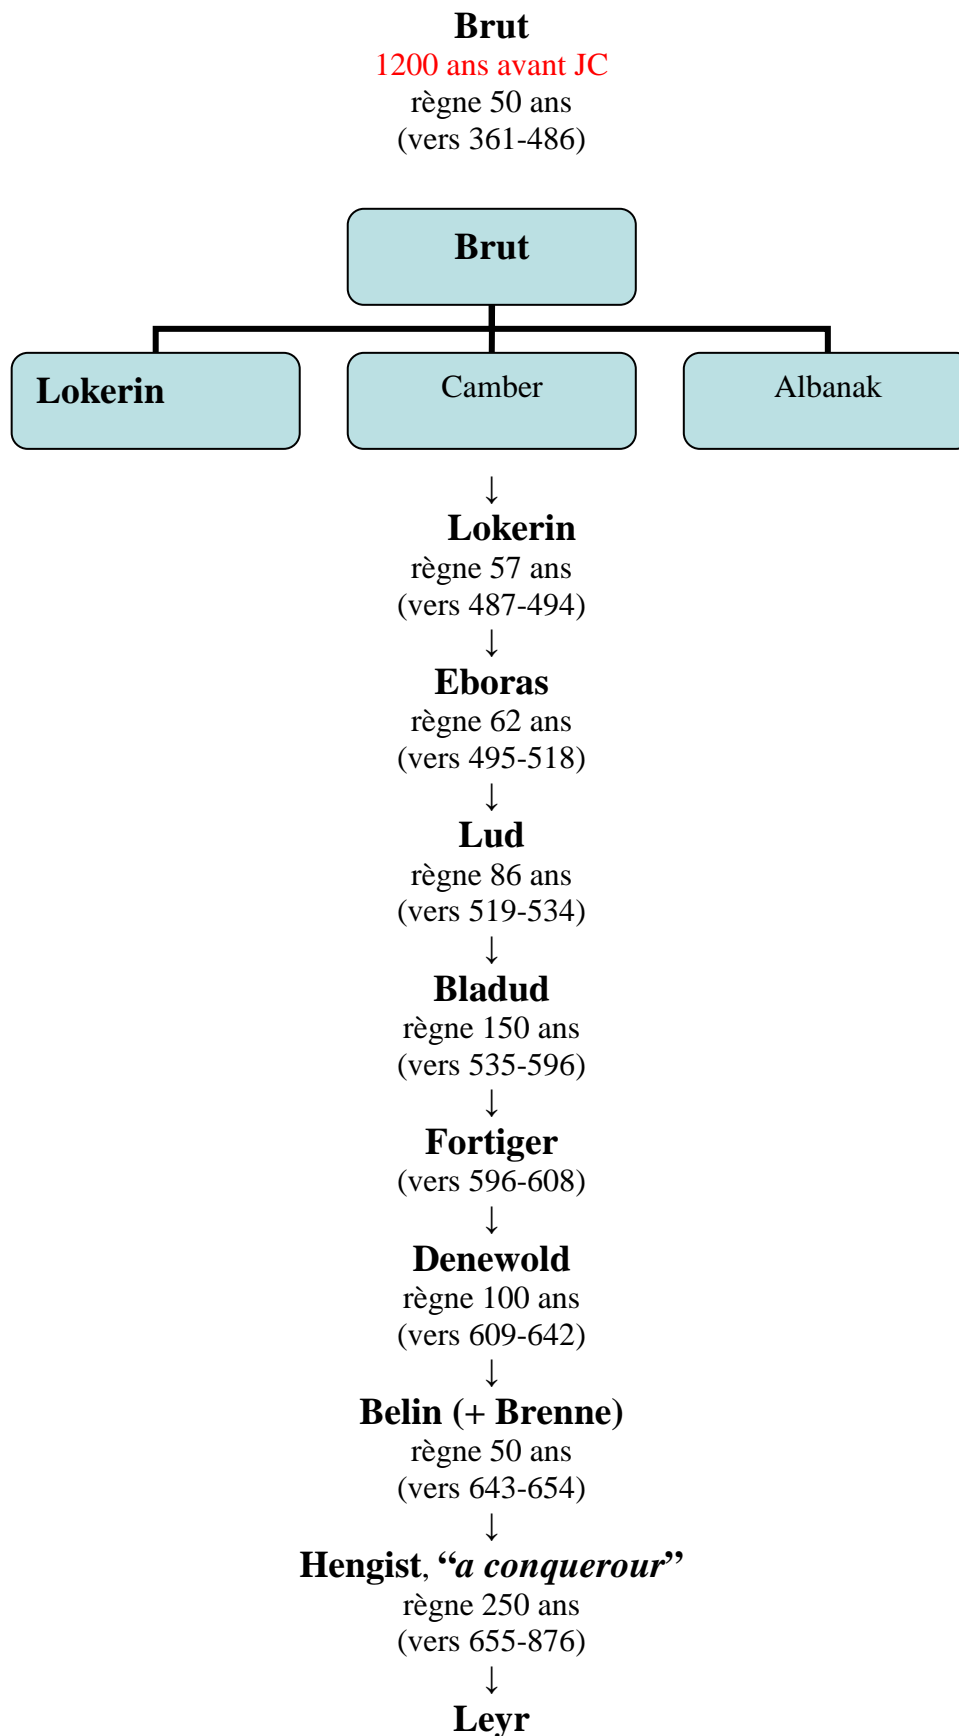 Brut
1200 ans avant JC
règne 50 ans
(vers 361-486)
Brut
Lokerin
Camber
Albanak
↓
Lokerin
règne 57 ans
(vers 487-494)
↓
Eboras
règne 62 ans
(vers 495-518)
↓
Lud
règne 86 ans
(vers 519-534)
↓
Bladud
règne 150 ans
(vers 535-596)
↓
Fortiger
(vers 596-608)
↓
Denewold
règne 100 ans
(vers 609-642)
↓
Belin (+ Brenne)
règne 50 ans
(vers 643-654)
↓
Hengist, “a conquerour”
règne 250 ans
(vers 655-876)
↓
Leyr